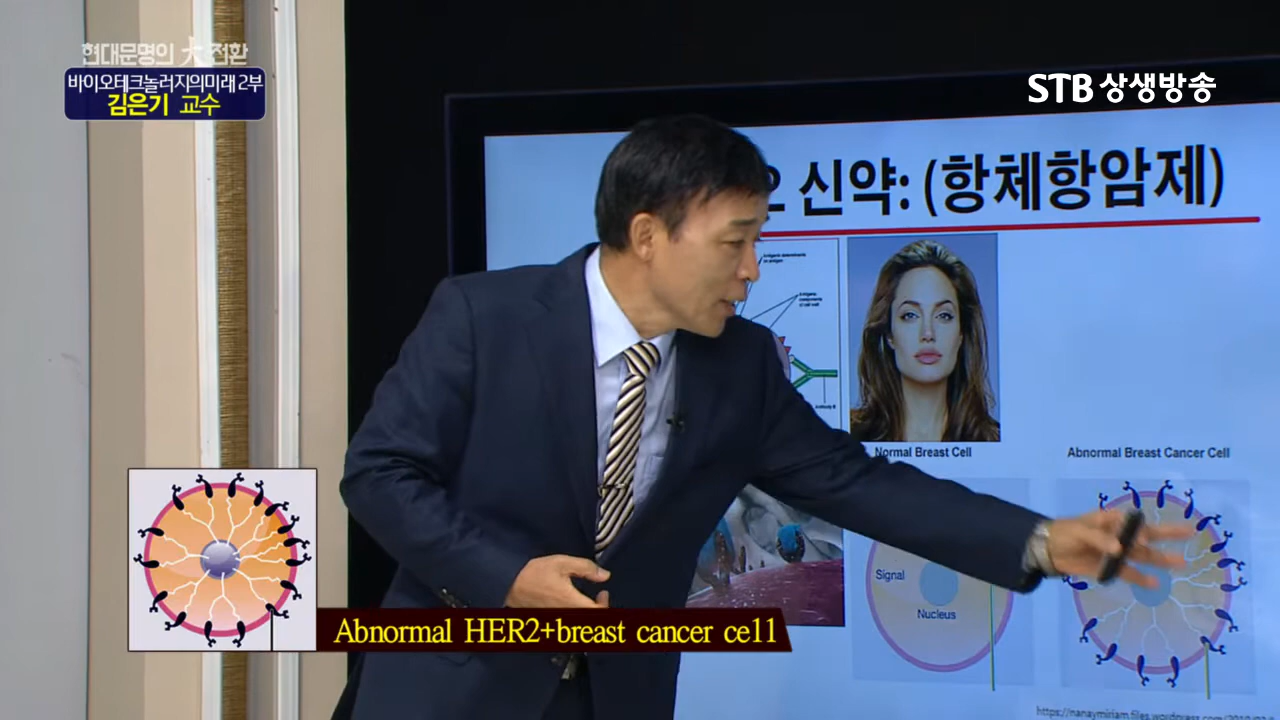 현대문명의 大 전환
바이오테크놀러지의미래 2부
김은기 교수
STB 상생방송
오 신약: (항체항암제)
Normal Breast Cell
Abnormal Breast Cancer Cell
Signal
Nucleus
Abnormal HER2+breast cancer cell